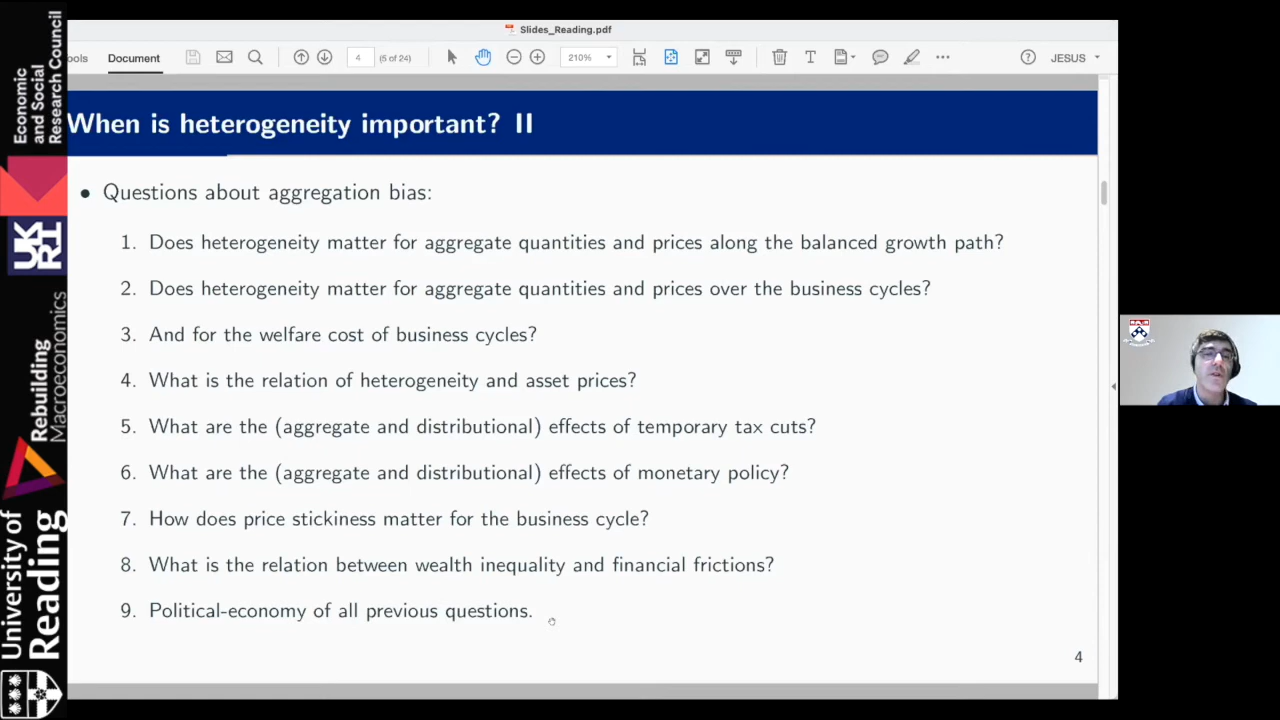 Slides_Reading.pdf
ools
Document
4
(5 of 24)
210%
JESUS
When is heterogeneity important? II
• Questions about aggregation bias:
1. Does heterogeneity matter for aggregate quantities and prices along the balanced growth path?
2. Does heterogeneity matter for aggregate quantities and prices over the business cycles?
3. And for the welfare cost of business cycles?
4. What is the relation of heterogeneity and asset prices?
5. What are the (aggregate and distributional) effects of temporary tax cuts?
6. What are the (aggregate and distributional) effects of monetary policy?
7. How does price stickiness matter for the business cycle?
8. What is the relation between wealth inequality and financial frictions?
9. Political-economy of all previous questions.
4
Economic
and Social
Research Council
UKRI
Rebuilding
Macroeconomics
University of
Reading